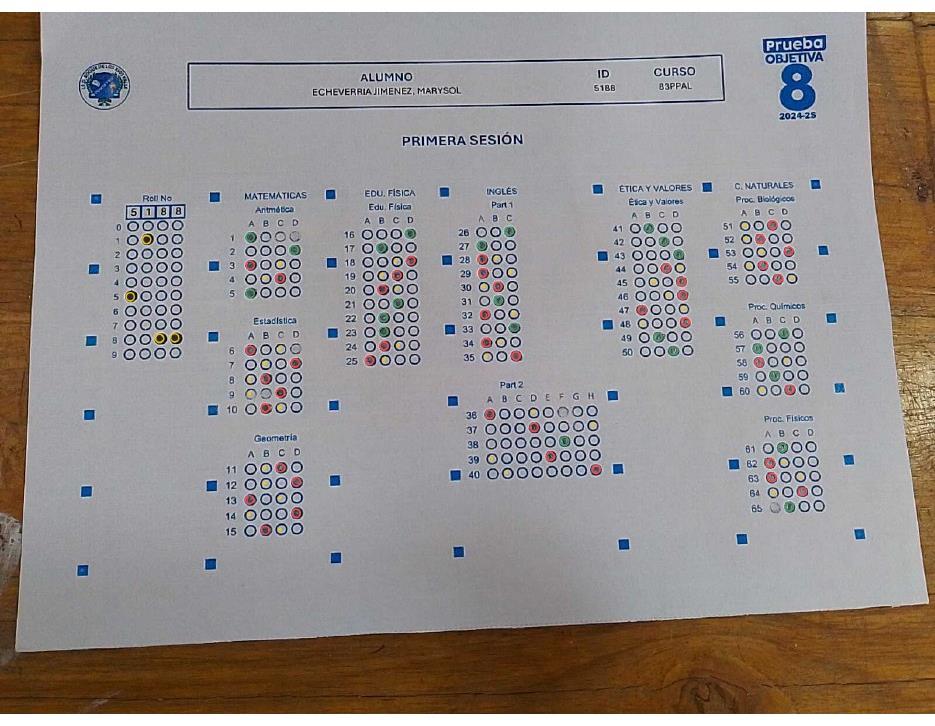 Prueba
OBJETIVA
8
2024-25
ALUMNO ID CURSO
ECHEVERRIA JIMENEZ, MARYSOL 5188 83PPAL
PRIMERA SESIÓN
Roll No
5 1 8 8
0
1
2
3
4
5
6
7
8
9
MATEMÁTICAS
Aritmética
A B C D
1
2
3
4
5
Estadística
A B C D
6
7
8
9
10
Geometría
A B C D
11
12
13
14
15
EDU. FÍSICA
Edu. Física
A B C D
16
17
18
19
20
21
22
23
24
25
INGLÉS
Part 1
A B C
26
27
28
29
30
31
32
33
34
35
Part 2
A B C D E F G H
36
37
38
39
40
ÉTICA Y VALORES
Ética y Valores
A B C D
41
42
43
44
45
46
47
48
49
50
C. NATURALES
Proc. Biológicos
A B C D
51
52
53
54
55
Proc. Químicos
A B C D
56
57
58
59
60
Proc. Físicos
A B C D
61
62
63
64
65